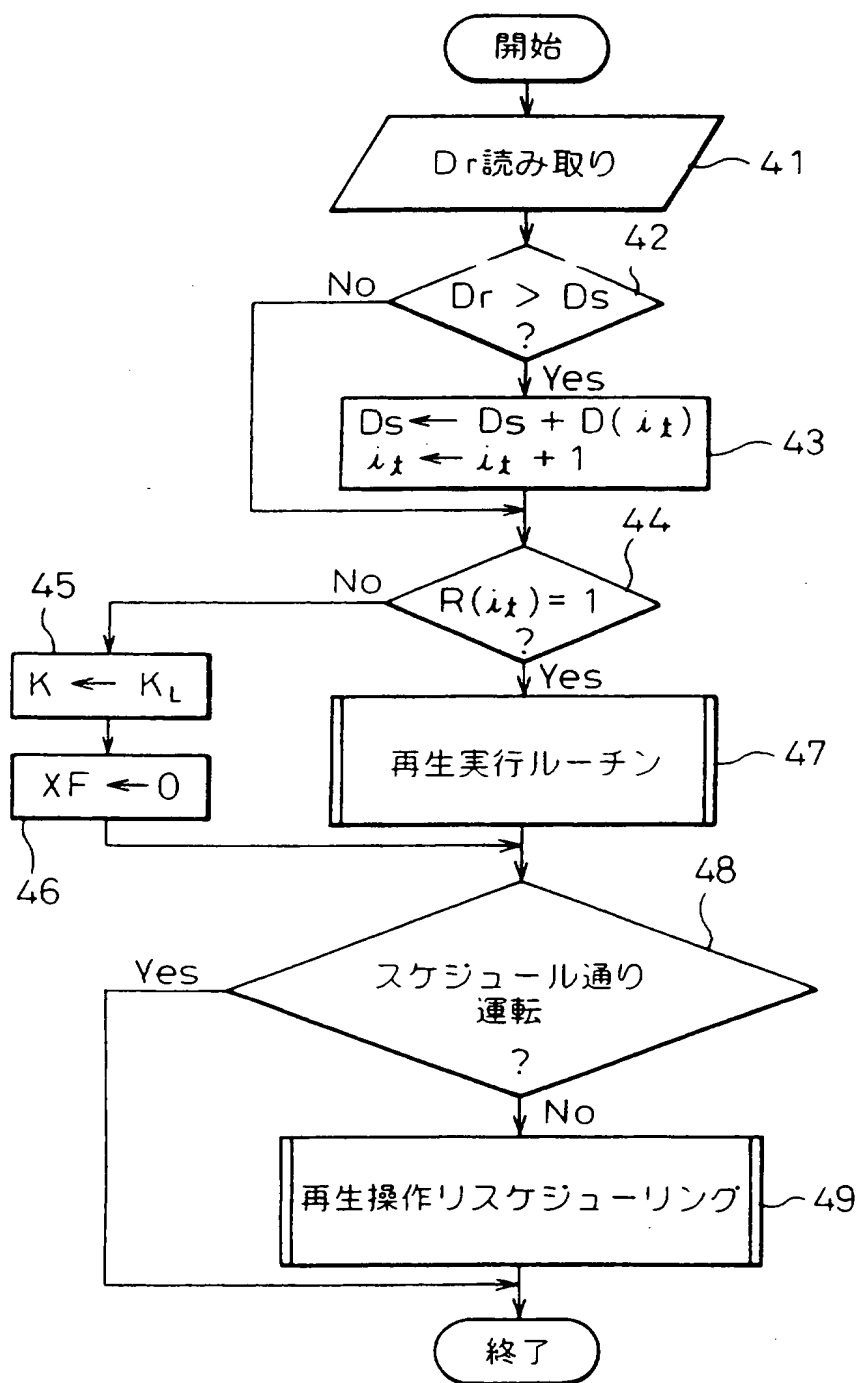 開始
Dr読み取り
41
42
No
Dr > Ds
?
Yes
Ds ← Ds + D(it)
it ← it + 1
43
44
No
R(it) = 1
?
Yes
45
K ← KL
XF ← 0
46
再生実行ルーチン
47
48
Yes
スケジュール通り
運転
?
No
再生操作リスケジューリング
49
終了